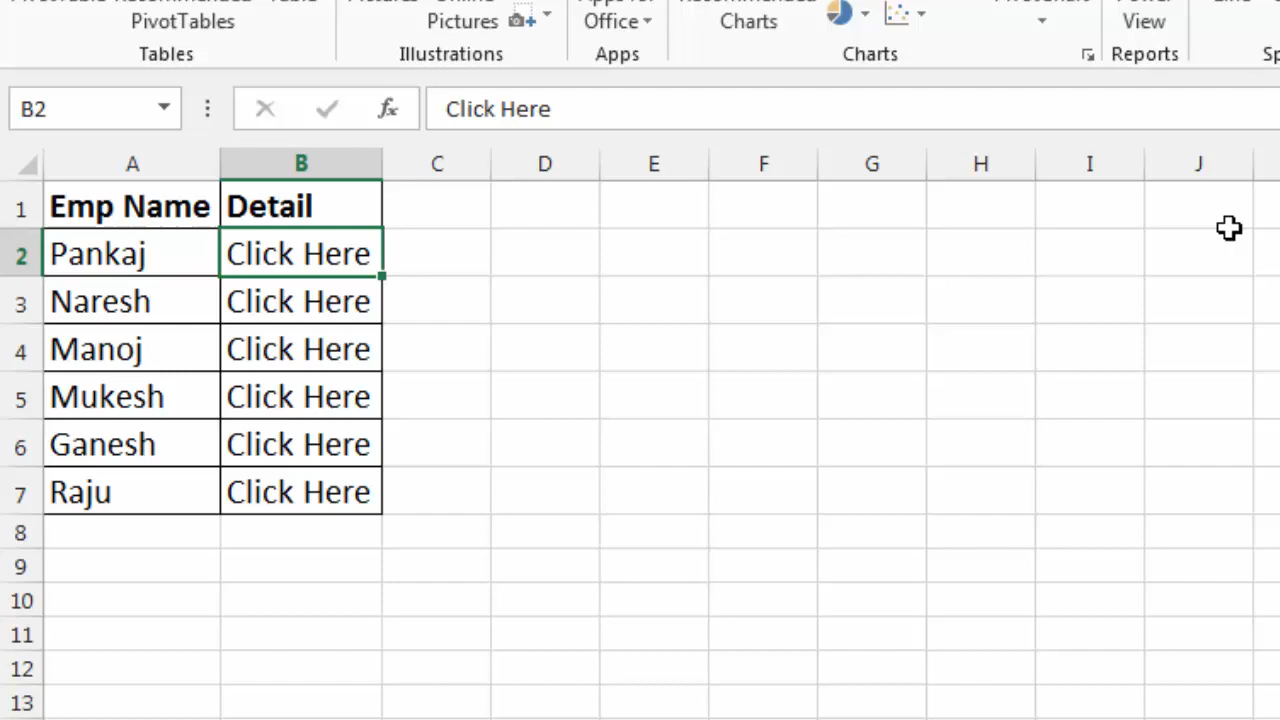 PivotTables Pictures Office Charts View
Tables Illustrations Apps Charts Reports
B2 fx Click Here
A B C D E F G H I J
1 Emp Name Detail
2 Pankaj Click Here
3 Naresh Click Here
4 Manoj Click Here
5 Mukesh Click Here
6 Ganesh Click Here
7 Raju Click Here
8
9
10
11
12
13